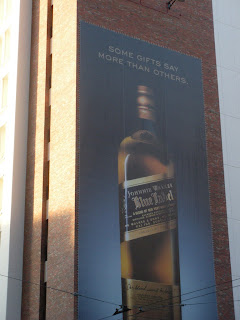 SOME GIFTS SAY
MORE THAN OTHERS.
JOHNNIE WALKER
Blue Label